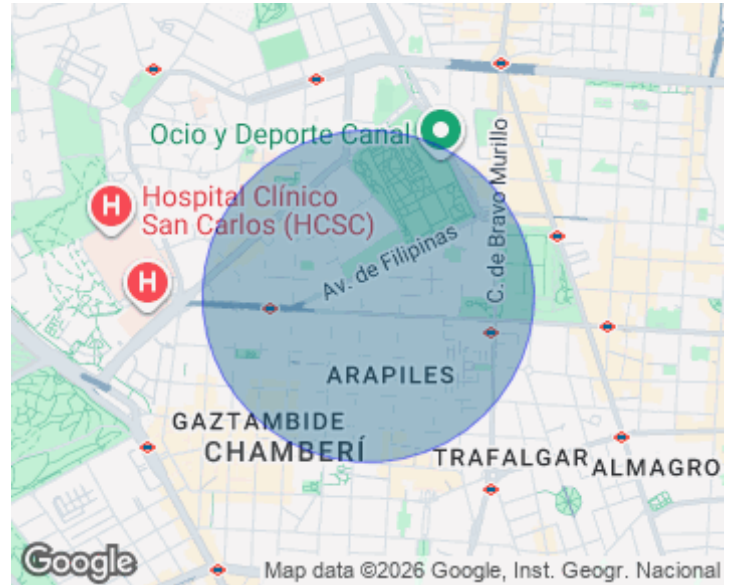 Ocio y Deporte Canal
H
Hospital Clínico
San Carlos (HCSC)
H
C. de Bravo Murillo
Av. de Filipinas
ARAPILES
GAZTAMBIDE
CHAMBERÍ
TRAFALGAR
ALMAGRO
Google
Map data ©2026 Google, Inst. Geogr. Nacional